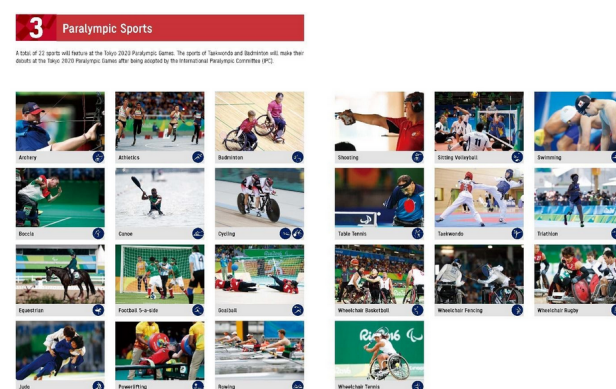 3 Paralympic Sports
A total of 22 sports will feature at the Tokyo 2020 Paralympic Games. The sports of Taekwondo and Badminton will make their
debuts at the Tokyo 2020 Paralympic Games after being adopted by the International Paralympic Committee (IPC).
Archery
Athletics
Badminton
Boccia
Canoe
Cycling
Equestrian
Football 5-a-side
Goalball
Judo
Powerlifting
Rowing
Shooting
Sitting Volleyball
Swimming
Table Tennis
Taekwondo
Triathlon
Wheelchair Basketball
Wheelchair Fencing
Wheelchair Rugby
Wheelchair Tennis